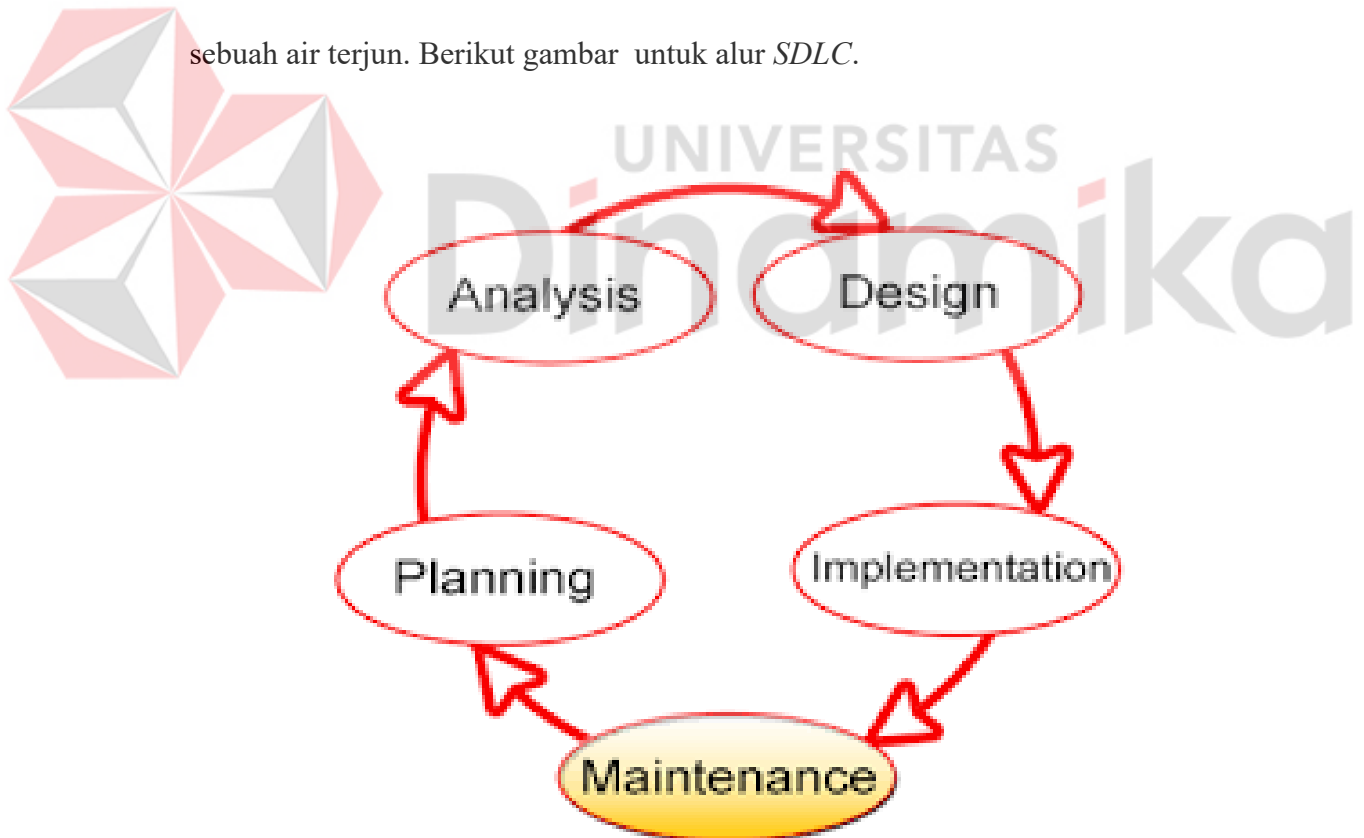 sebuah air terjun. Berikut gambar untuk alur SDLC.
UNIVERSITAS
Dinamika
Analysis
Design
Planning
Implementation
Maintenance